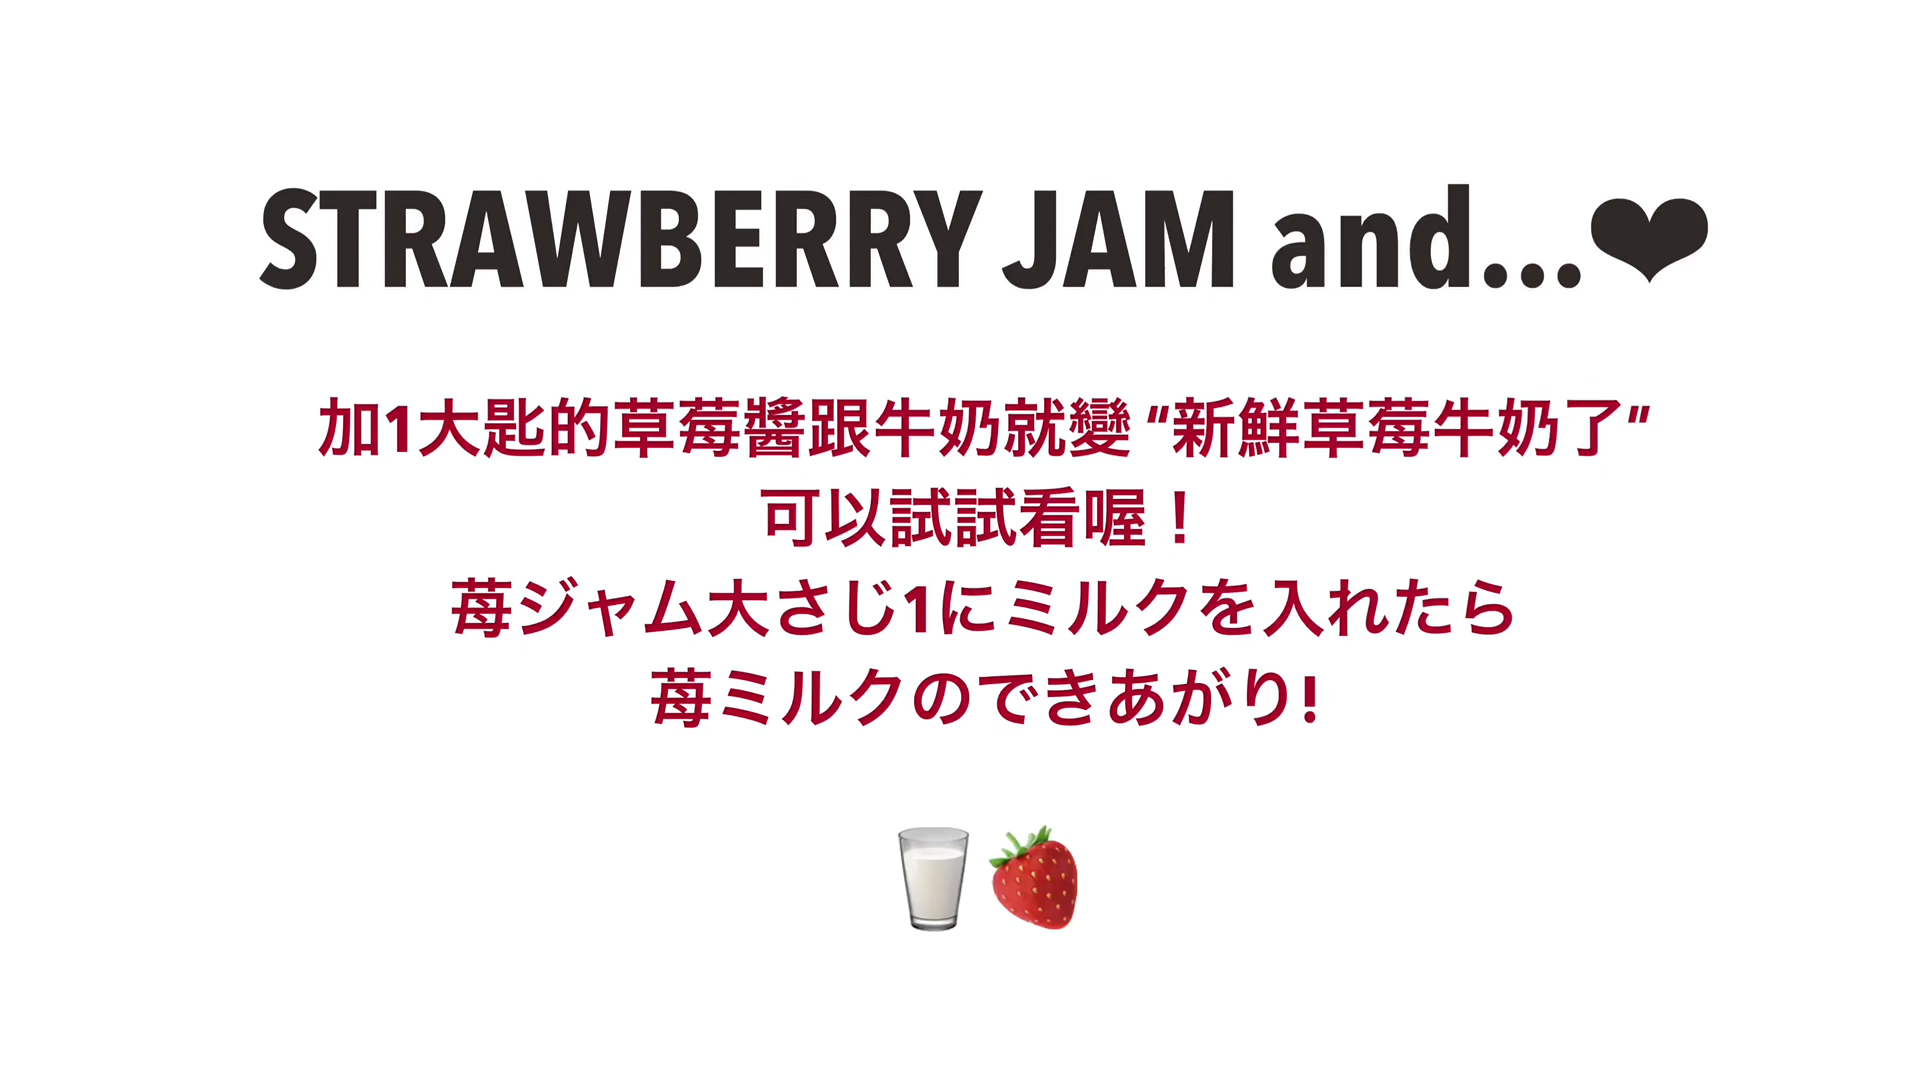 STRAWBERRY JAM and...❤
加1大匙的草莓醬跟牛奶就變 “新鮮草莓牛奶了”
可以試試看喔！
苺ジャム大さじ1にミルクを入れたら
苺ミルクのできあがり!